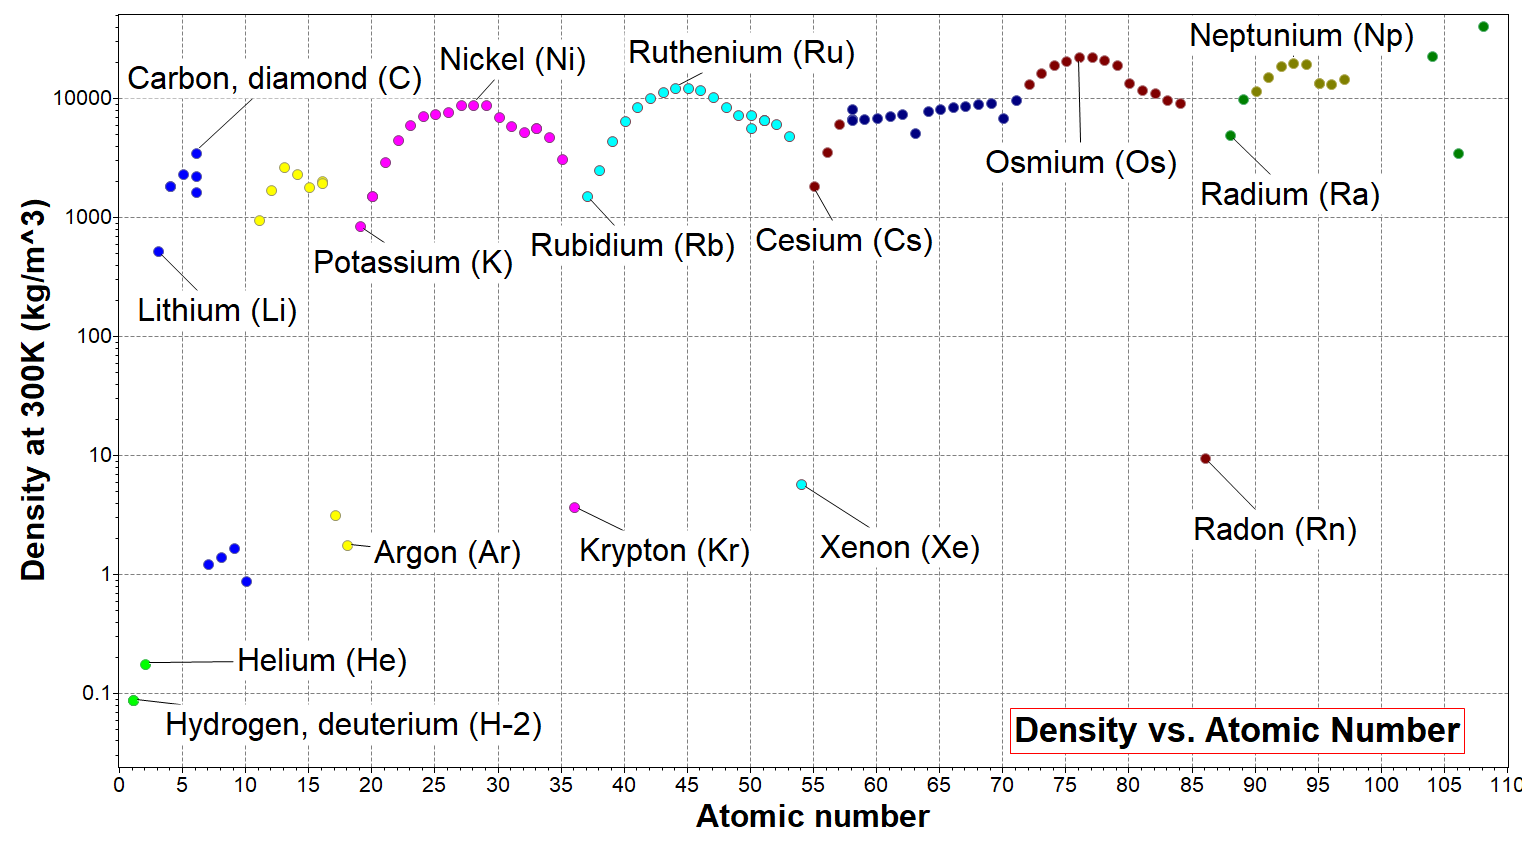 Neptunium (Np)
Ruthenium (Ru)
Nickel (Ni)
Carbon, diamond (C)
10000
Osmium (Os)
Radium (Ra)
1000
Rubidium (Rb)
Cesium (Cs)
Potassium (K)
Lithium (Li)
100
Density at 300K (kg/m^3)
10
Radon (Rn)
Argon (Ar)
Krypton (Kr)
Xenon (Xe)
1
Helium (He)
0.1
Hydrogen, deuterium (H-2)
Density vs. Atomic Number
0 5 10 15 20 25 30 35 40 45 50 55 60 65 70 75 80 85 90 95 100 105 110
Atomic number